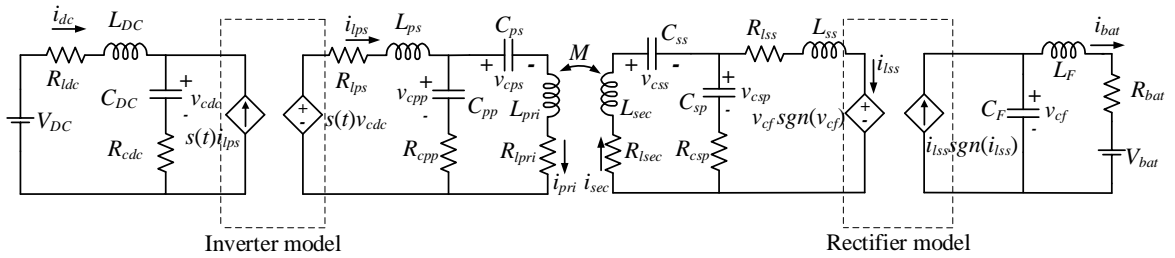 i_dc
L_DC
R_ldc
V_DC
C_DC
+
v_cdc
-
R_cdc
s(t)i_lps
+
-
s(t)v_cdc
i_lps
R_lps
L_ps
C_ps
+
-
v_cps
+
v_cpp
-
C_pp
R_cpp
L_pri
R_lpri
i_pri
M
L_sec
R_lsec
i_sec
C_ss
+
-
v_css
C_sp
+
v_csp
-
R_csp
R_lss
L_ss
i_lss
+
-
v_cf sgn(v_cf)
i_lss sgn(i_lss)
C_F
+
v_cf
-
L_F
i_bat
R_bat
V_bat
Inverter model
Rectifier model